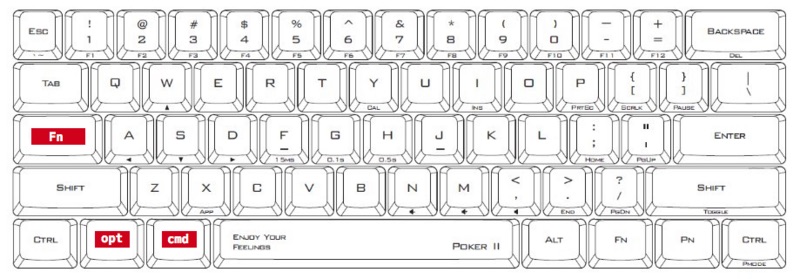 ESC ! @ # $ % ^ & * ( ) — + BACKSPACE
1 2 3 4 5 6 7 8 9 0 - =
` ~ F1 F2 F3 F4 F5 F6 F7 F8 F9 F10 F11 F12 DEL
TAB Q W E R T Y U I O P { } |
[ ] \
▲ CAL INS PRTSC SCRLK PAUSE
Fn A S D F G H J K L : " ENTER
; '
◄ ▼ ► 15MS 0.1S 0.5S HOME PGUP
SHIFT Z X C V B N M < > ? SHIFT
, . /
APP END PGDN TOGGLE
CTRL opt cmd ENJOY YOUR
FEELINGS POKER II ALT FN PN CTRL
PMODE